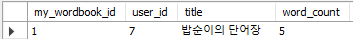 my_wordbook_id user_id title word_count
1 7 밥순이의 단어장 5